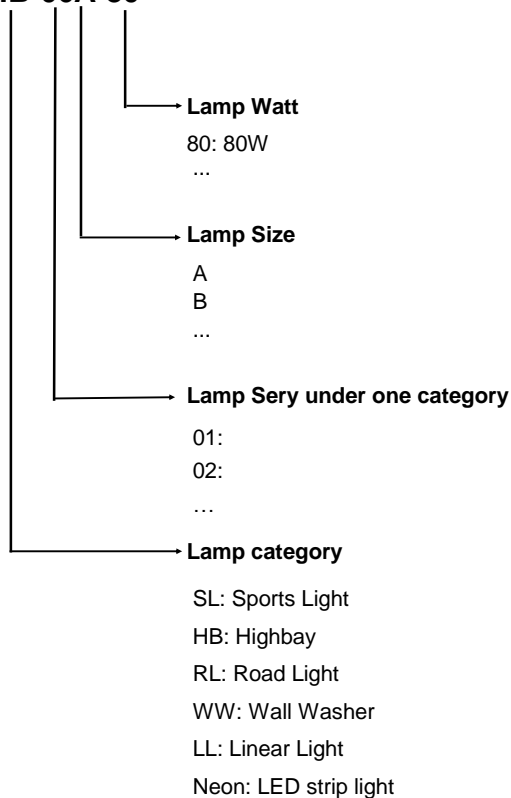 Lamp Watt
80: 80W
...
Lamp Size
A
B
...
Lamp Sery under one category
01:
02:
…
Lamp category
SL: Sports Light
HB: Highbay
RL: Road Light
WW: Wall Washer
LL: Linear Light
Neon: LED strip light